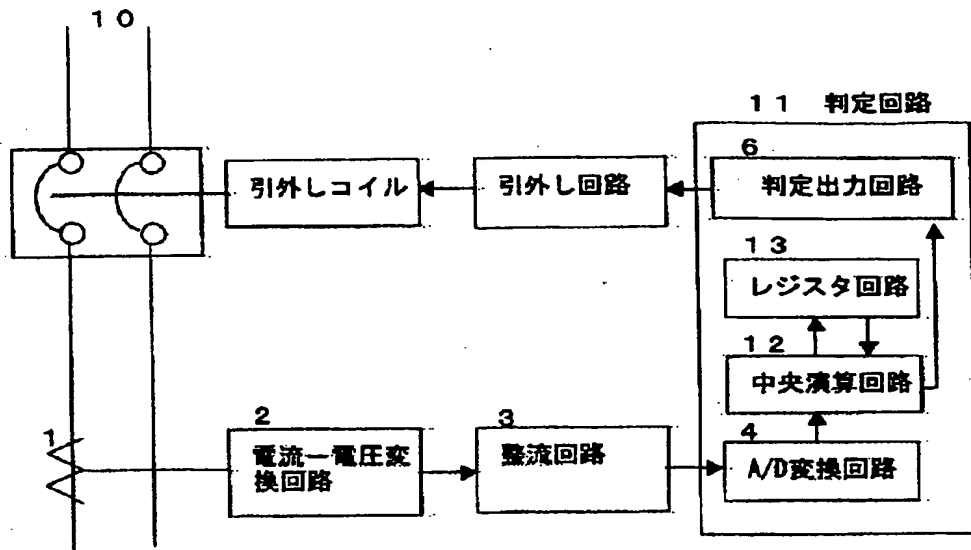 １０
１１ 判定回路
６
判定出力回路
引外しコイル
引外し回路
１３
レジスタ回路
１２
中央演算回路
１
２
電流－電圧変
換回路
３
整流回路
４
A/D変換回路